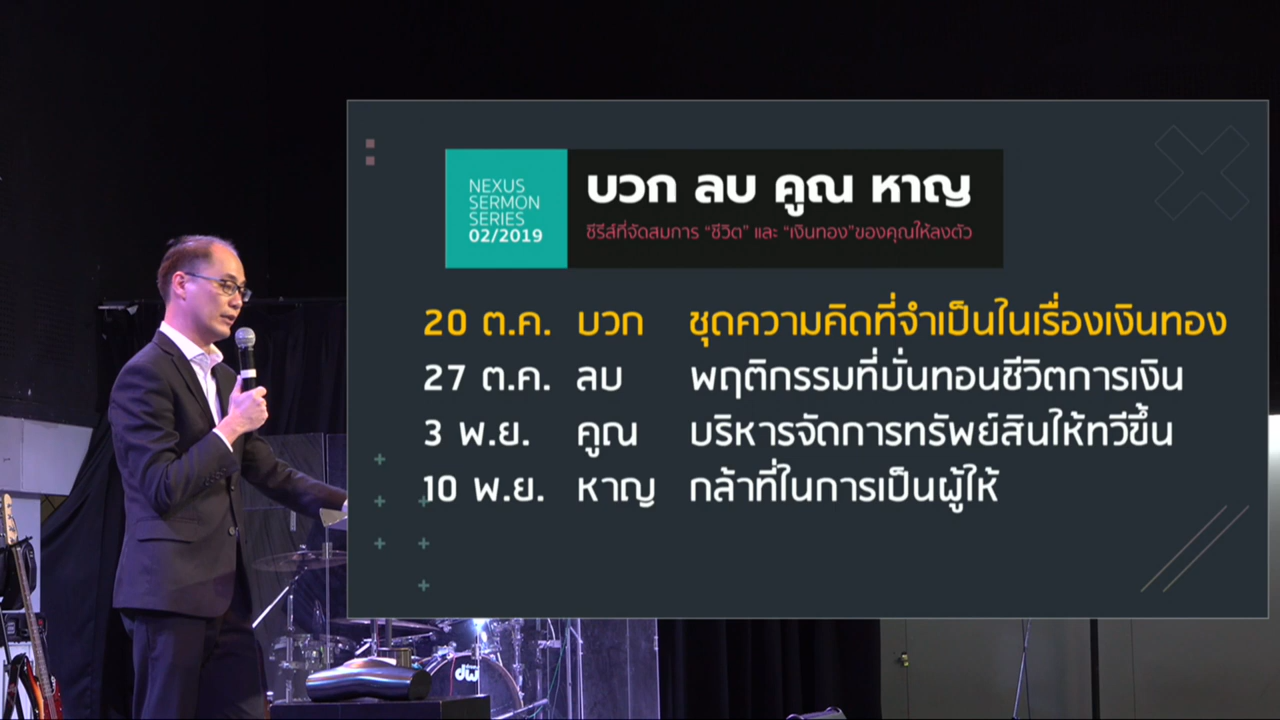 NEXUS
SERMON
SERIES
02/2019
บวก ลบ คูณ หาญ
ซีรีส์ที่จัดสมการ “ชีวิต” และ “เงินทอง”ของคุณให้ลงตัว
20 ต.ค. บวก ชุดความคิดที่จำเป็นในเรื่องเงินทอง
27 ต.ค. ลบ พฤติกรรมที่บั่นทอนชีวิตการเงิน
3 พ.ย. คูณ บริหารจัดการทรัพย์สินให้ทวีขึ้น
10 พ.ย. หาญ กล้าที่ในการเป็นผู้ให้
dw